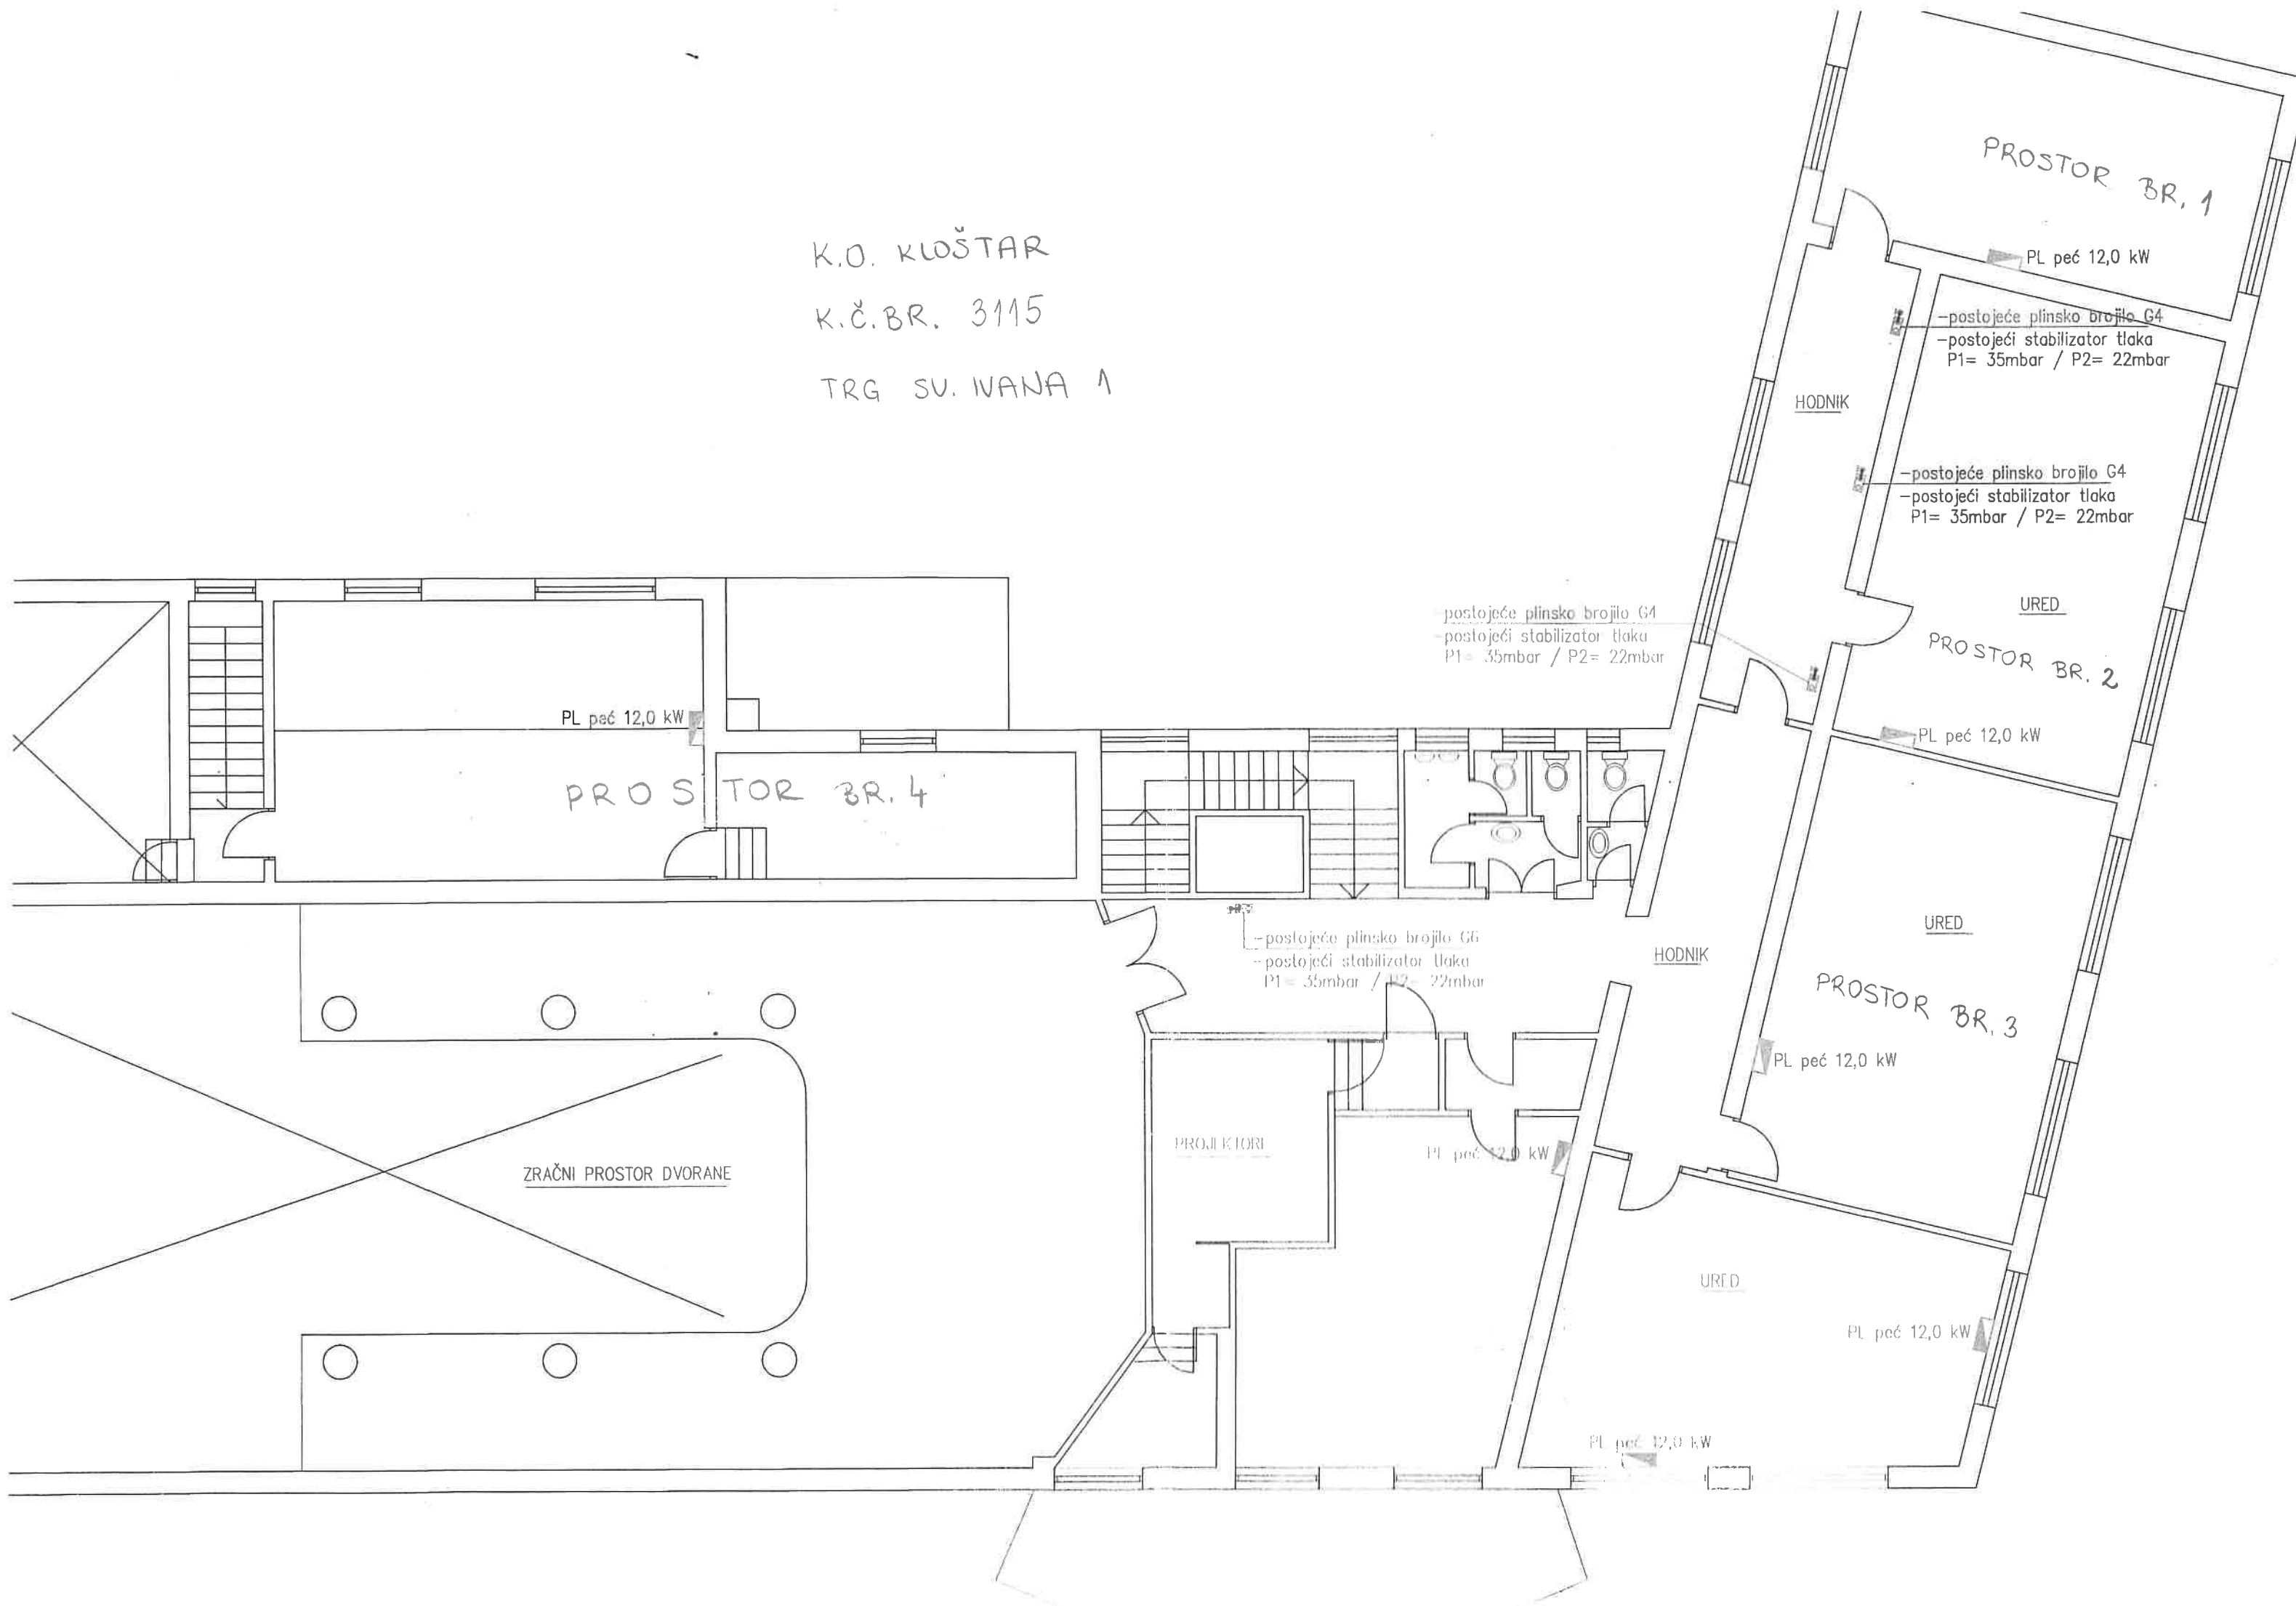 K.O. KLOŠTAR
K.Č.BR. 3115
TRG SV. IVANA 1
PROSTOR BR. 1
PL peć 12,0 kW
-postojeće plinsko brojilo G4
-postojeći stabilizator tlaka
P1= 35mbar / P2= 22mbar
HODNIK
-postojeće plinsko brojilo G4
-postojeći stabilizator tlaka
P1= 35mbar / P2= 22mbar
URED
PROSTOR BR. 2
PL peć 12,0 kW
-postojeće plinsko brojilo G4
-postojeći stabilizator tlaka
P1= 35mbar / P2= 22mbar
PL peć 12,0 kW
PROSTOR BR. 4
-postojeće plinsko brojilo G6
-postojeći stabilizator tlaka
P1= 35mbar / P2= 22mbar
HODNIK
URED
PROSTOR BR. 3
PL peć 12,0 kW
PROJEKTORI
PL peć 12,0 kW
ZRAČNI PROSTOR DVORANE
URED
PL peć 12,0 kW
PL peć 12,0 kW